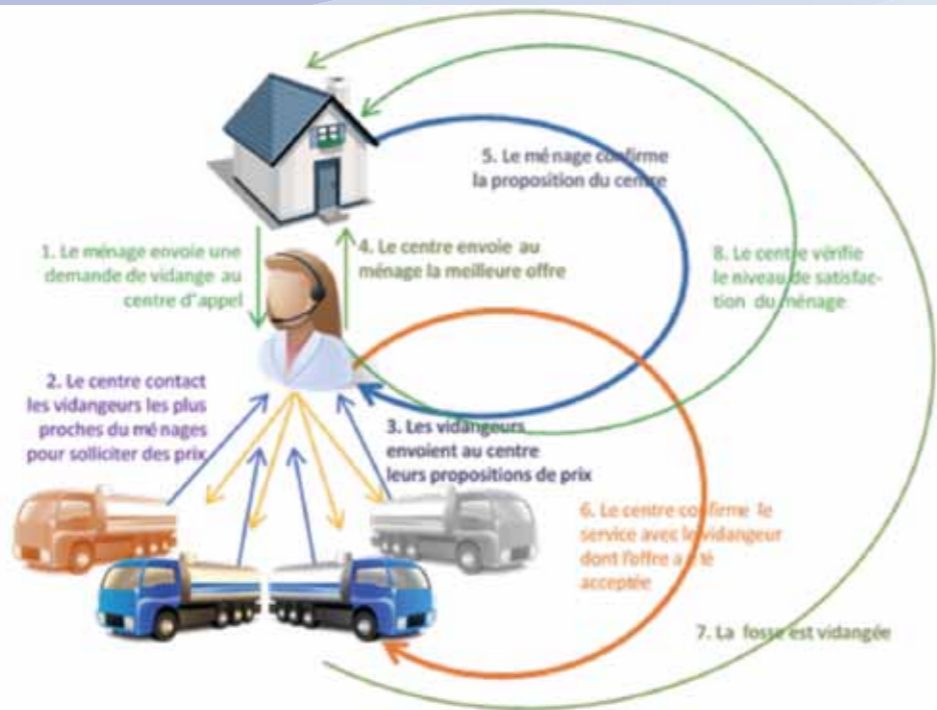 1. Le ménage envoie une
demande de vidange au
centre d'appel
2. Le centre contact
les vidangeurs les plus
proches du ménages
pour solliciter des prix
3. Les vidangeurs
envoient au centre
leurs propositions de prix
4. Le centre envoie au
ménage la meilleure offre
5. Le ménage confirme
la proposition du centre
6. Le centre confirme le
service avec le vidangeur
dont l'offre a été
acceptée
7. La fosse est vidangée
8. Le centre vérifie
le niveau de satisfac-
tion du ménage